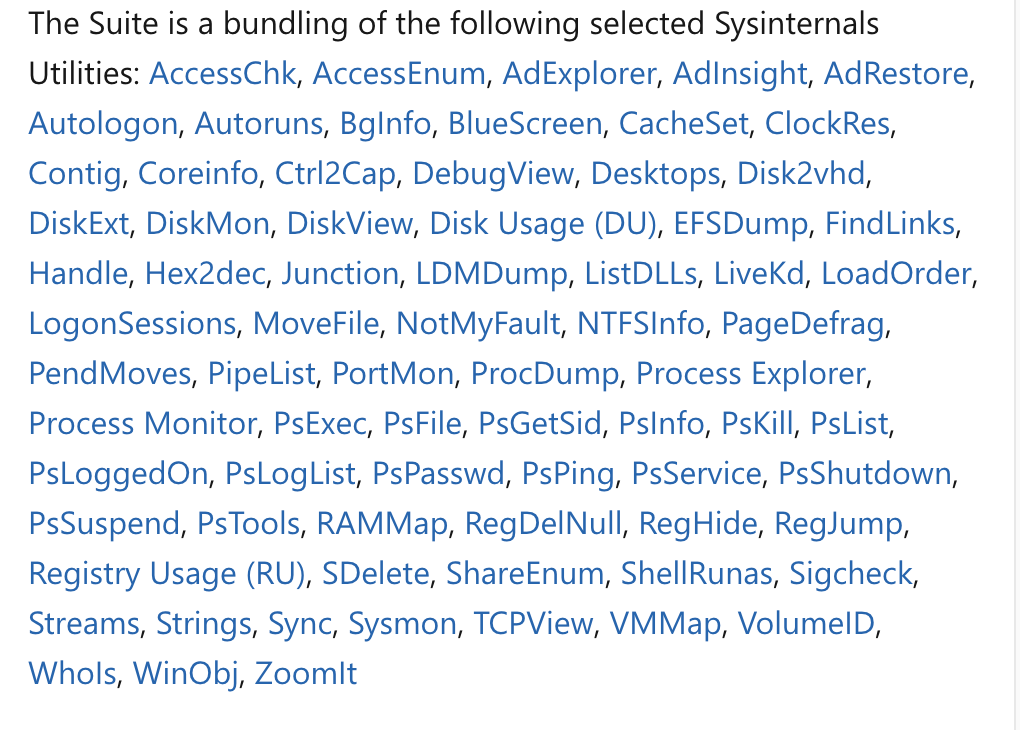 The Suite is a bundling of the following selected Sysinternals
Utilities: AccessChk, AccessEnum, AdExplorer, AdInsight, AdRestore,
Autologon, Autoruns, BgInfo, BlueScreen, CacheSet, ClockRes,
Contig, Coreinfo, Ctrl2Cap, DebugView, Desktops, Disk2vhd,
DiskExt, DiskMon, DiskView, Disk Usage (DU), EFSDump, FindLinks,
Handle, Hex2dec, Junction, LDMDump, ListDLLs, LiveKd, LoadOrder,
LogonSessions, MoveFile, NotMyFault, NTFSInfo, PageDefrag,
PendMoves, PipeList, PortMon, ProcDump, Process Explorer,
Process Monitor, PsExec, PsFile, PsGetSid, PsInfo, PsKill, PsList,
PsLoggedOn, PsLogList, PsPasswd, PsPing, PsService, PsShutdown,
PsSuspend, PsTools, RAMMap, RegDelNull, RegHide, RegJump,
Registry Usage (RU), SDelete, ShareEnum, ShellRunas, Sigcheck,
Streams, Strings, Sync, Sysmon, TCPView, VMMap, VolumeID,
WhoIs, WinObj, ZoomIt